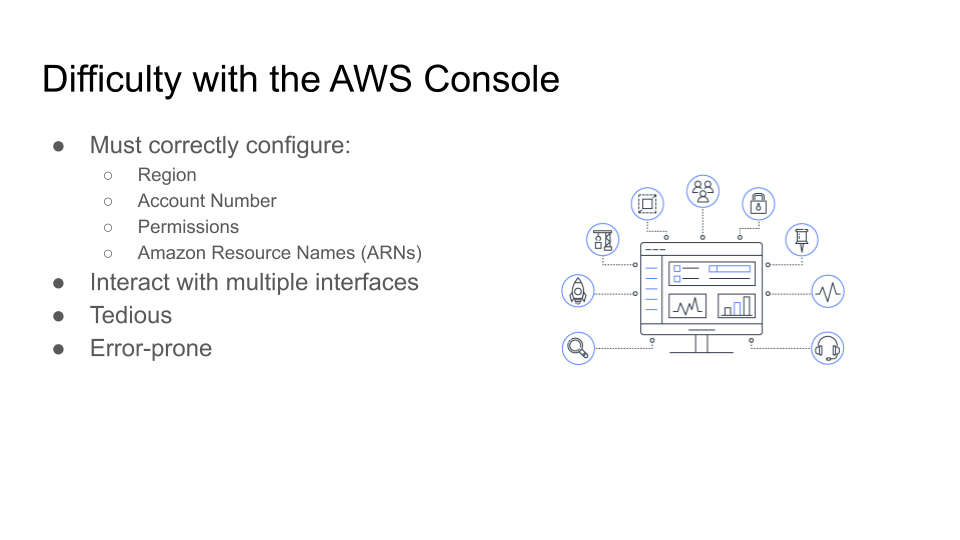 Difficulty with the AWS Console
● Must correctly configure:
○ Region
○ Account Number
○ Permissions
○ Amazon Resource Names (ARNs)
● Interact with multiple interfaces
● Tedious
● Error-prone